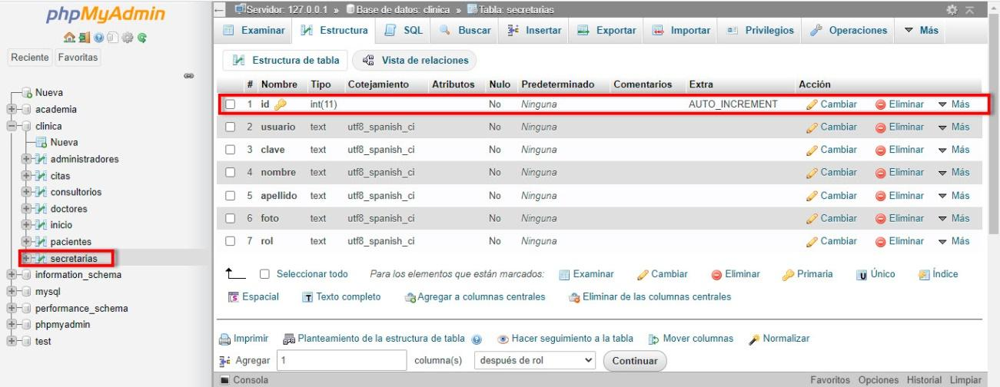 phpMyAdmin
Reciente Favoritas
Nueva
academia
clinica
Nueva
administradores
citas
consultorios
doctores
inicio
pacientes
secretarias
information_schema
mysql
performance_schema
phpmyadmin
test
Servidor: 127.0.0.1 » Base de datos: clinica » Tabla: secretarias
Examinar Estructura SQL Buscar Insertar Exportar Importar Privilegios Operaciones Más
Estructura de tabla Vista de relaciones
# Nombre Tipo Cotejamiento Atributos Nulo Predeterminado Comentarios Extra Acción
1 id int(11) No Ninguna AUTO_INCREMENT Cambiar Eliminar Más
2 usuario text utf8_spanish_ci No Ninguna Cambiar Eliminar Más
3 clave text utf8_spanish_ci No Ninguna Cambiar Eliminar Más
4 nombre text utf8_spanish_ci No Ninguna Cambiar Eliminar Más
5 apellido text utf8_spanish_ci No Ninguna Cambiar Eliminar Más
6 foto text utf8_spanish_ci No Ninguna Cambiar Eliminar Más
7 rol text utf8_spanish_ci No Ninguna Cambiar Eliminar Más
Seleccionar todo Para los elementos que están marcados: Examinar Cambiar Eliminar Primaria Único Índice
Espacial Texto completo Agregar a columnas centrales Eliminar de las columnas centrales
Imprimir Planteamiento de la estructura de tabla Hacer seguimiento a la tabla Mover columnas Normalizar
Agregar 1 columna(s) después de rol Continuar
Consola Favoritos Opciones Historial Limpiar